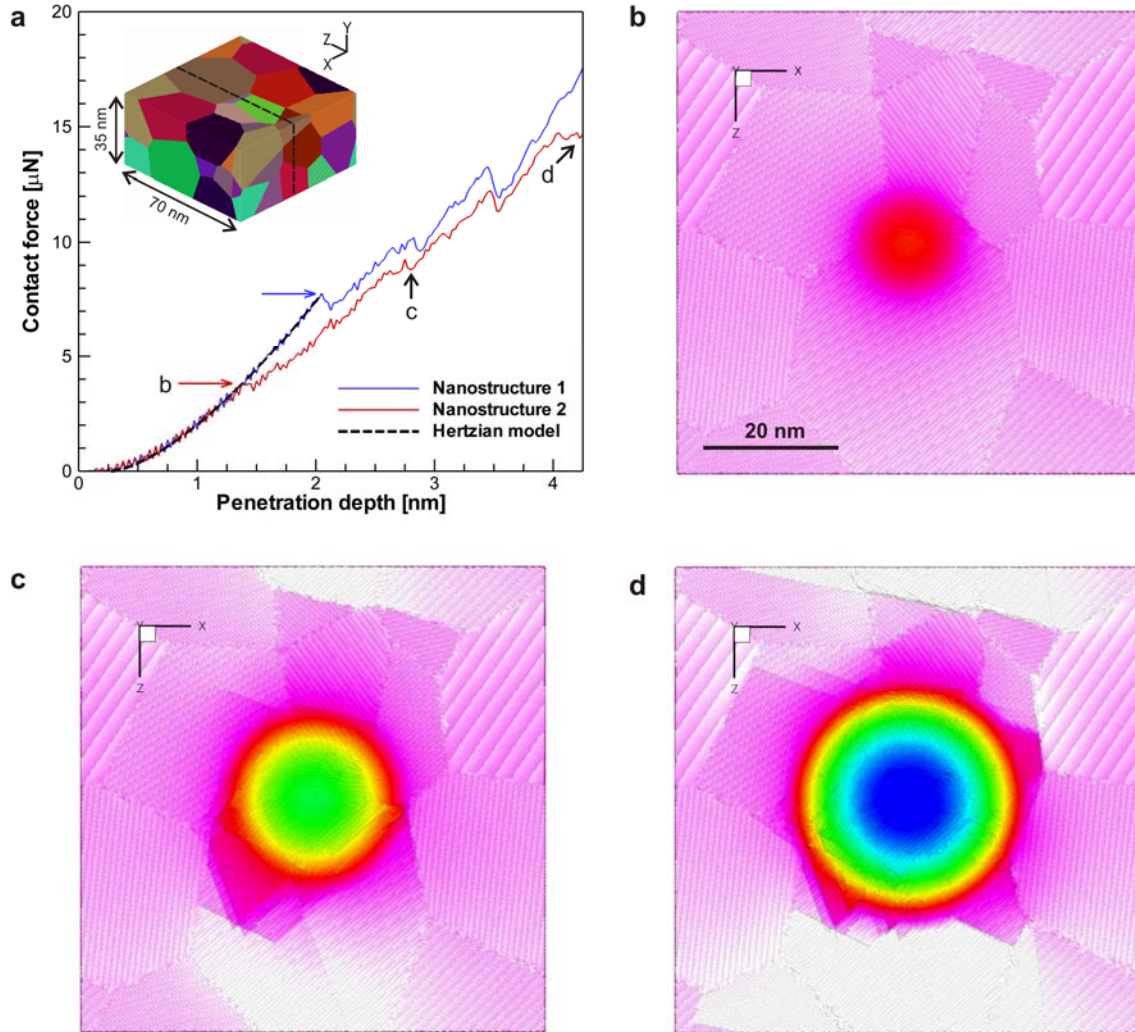 a
20
15
10
5
0
Contact force [µN]
0 1 2 3 4
Penetration depth [nm]
Z Y
X
35 nm
70 nm
b
c
d
Nanostructure 1
Nanostructure 2
Hertzian model
b
Y X
Z
20 nm
c
Y X
Z
d
Y X
Z